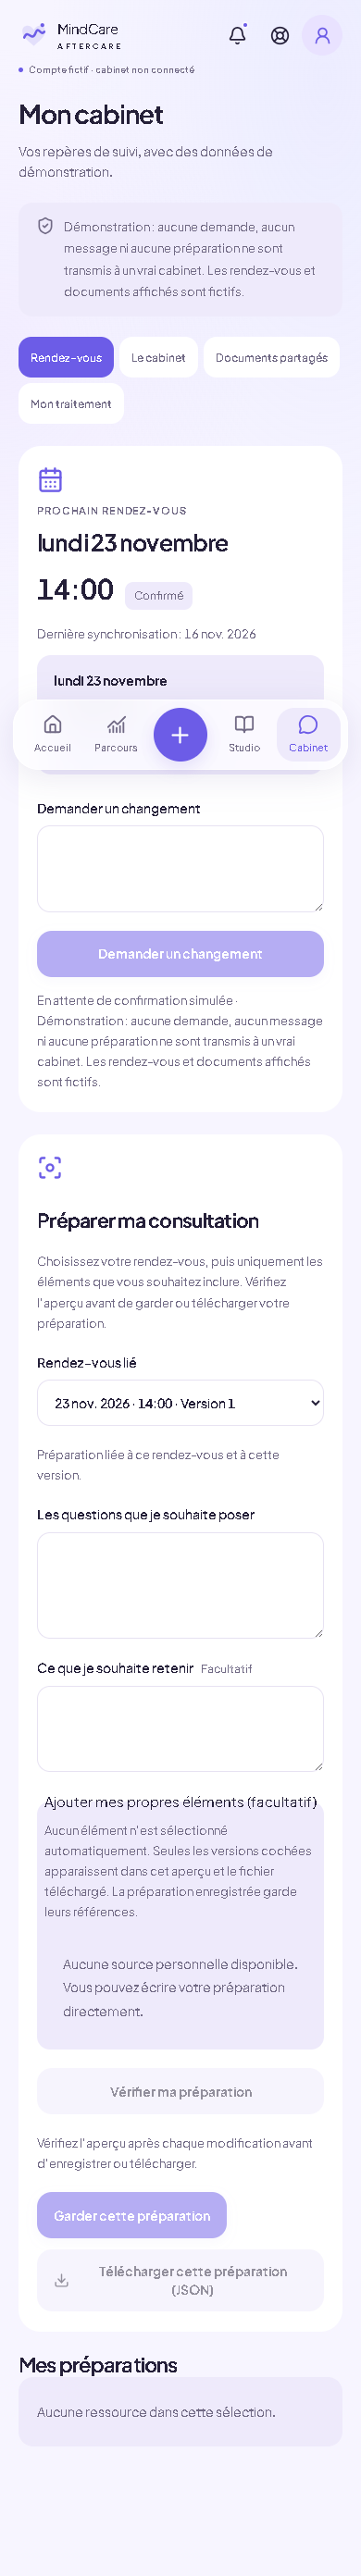 MindCare
AFTERCARE
Compte fictif · cabinet non connecté
Mon cabinet
Vos repères de suivi, avec des données de
démonstration.
Démonstration : aucune demande, aucun
message ni aucune préparation ne sont
transmis à un vrai cabinet. Les rendez-vous et
documents affichés sont fictifs.
Rendez-vous
Le cabinet
Documents partagés
Mon traitement
PROCHAIN RENDEZ-VOUS
lundi 23 novembre
14:00 Confirmé
Dernière synchronisation : 16 nov. 2026
lundi 23 novembre
Accueil
Parcours
Studio
Cabinet
Demander un changement
Demander un changement
En attente de confirmation simulée ·
Démonstration : aucune demande, aucun message
ni aucune préparation ne sont transmis à un vrai
cabinet. Les rendez-vous et documents affichés
sont fictifs.
Préparer ma consultation
Choisissez votre rendez-vous, puis uniquement les
éléments que vous souhaitez inclure. Vérifiez
l'aperçu avant de garder ou télécharger votre
préparation.
Rendez-vous lié
23 nov. 2026 · 14:00 · Version 1
Préparation liée à ce rendez-vous et à cette
version.
Les questions que je souhaite poser
Ce que je souhaite retenir Facultatif
Ajouter mes propres éléments (facultatif)
Aucun élément n'est sélectionné
automatiquement. Seules les versions cochées
apparaissent dans cet aperçu et le fichier
téléchargé. La préparation enregistrée garde
leurs références.
Aucune source personnelle disponible.
Vous pouvez écrire votre préparation
directement.
Vérifier ma préparation
Vérifiez l'aperçu après chaque modification avant
d'enregistrer ou télécharger.
Garder cette préparation
Télécharger cette préparation
(JSON)
Mes préparations
Aucune ressource dans cette sélection.